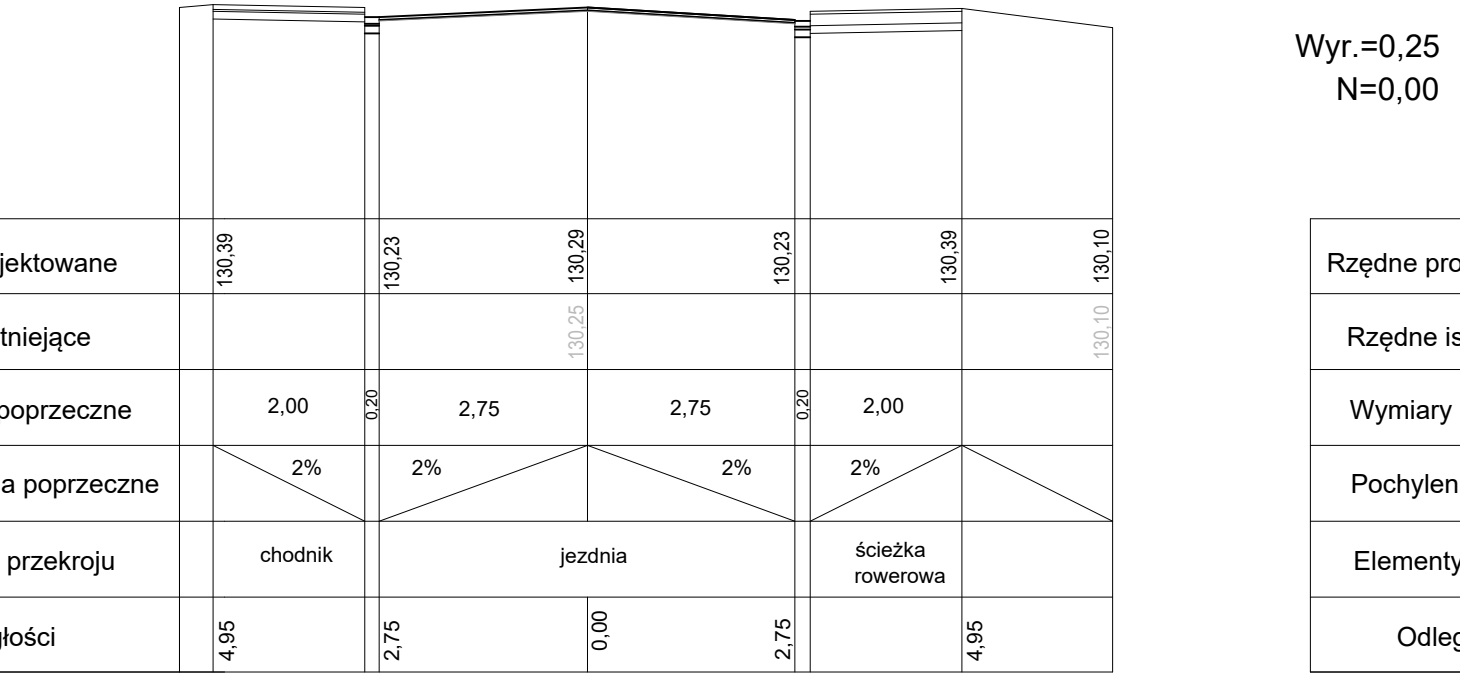 Wyr.=0,25
N=0,00
jektowane
130,39
130,23
130,29
130,23
130,39
130,10
Rzędne pro
tniejące
130,25
130,10
Rzędne is
poprzeczne
2,00
0,20
2,75
2,75
0,20
2,00
Wymiary
a poprzeczne
2%
2%
2%
2%
Pochylen
przekroju
chodnik
jezdnia
ścieżka
rowerowa
Elementy
głości
4,95
2,75
0,00
2,75
4,95
Odleg